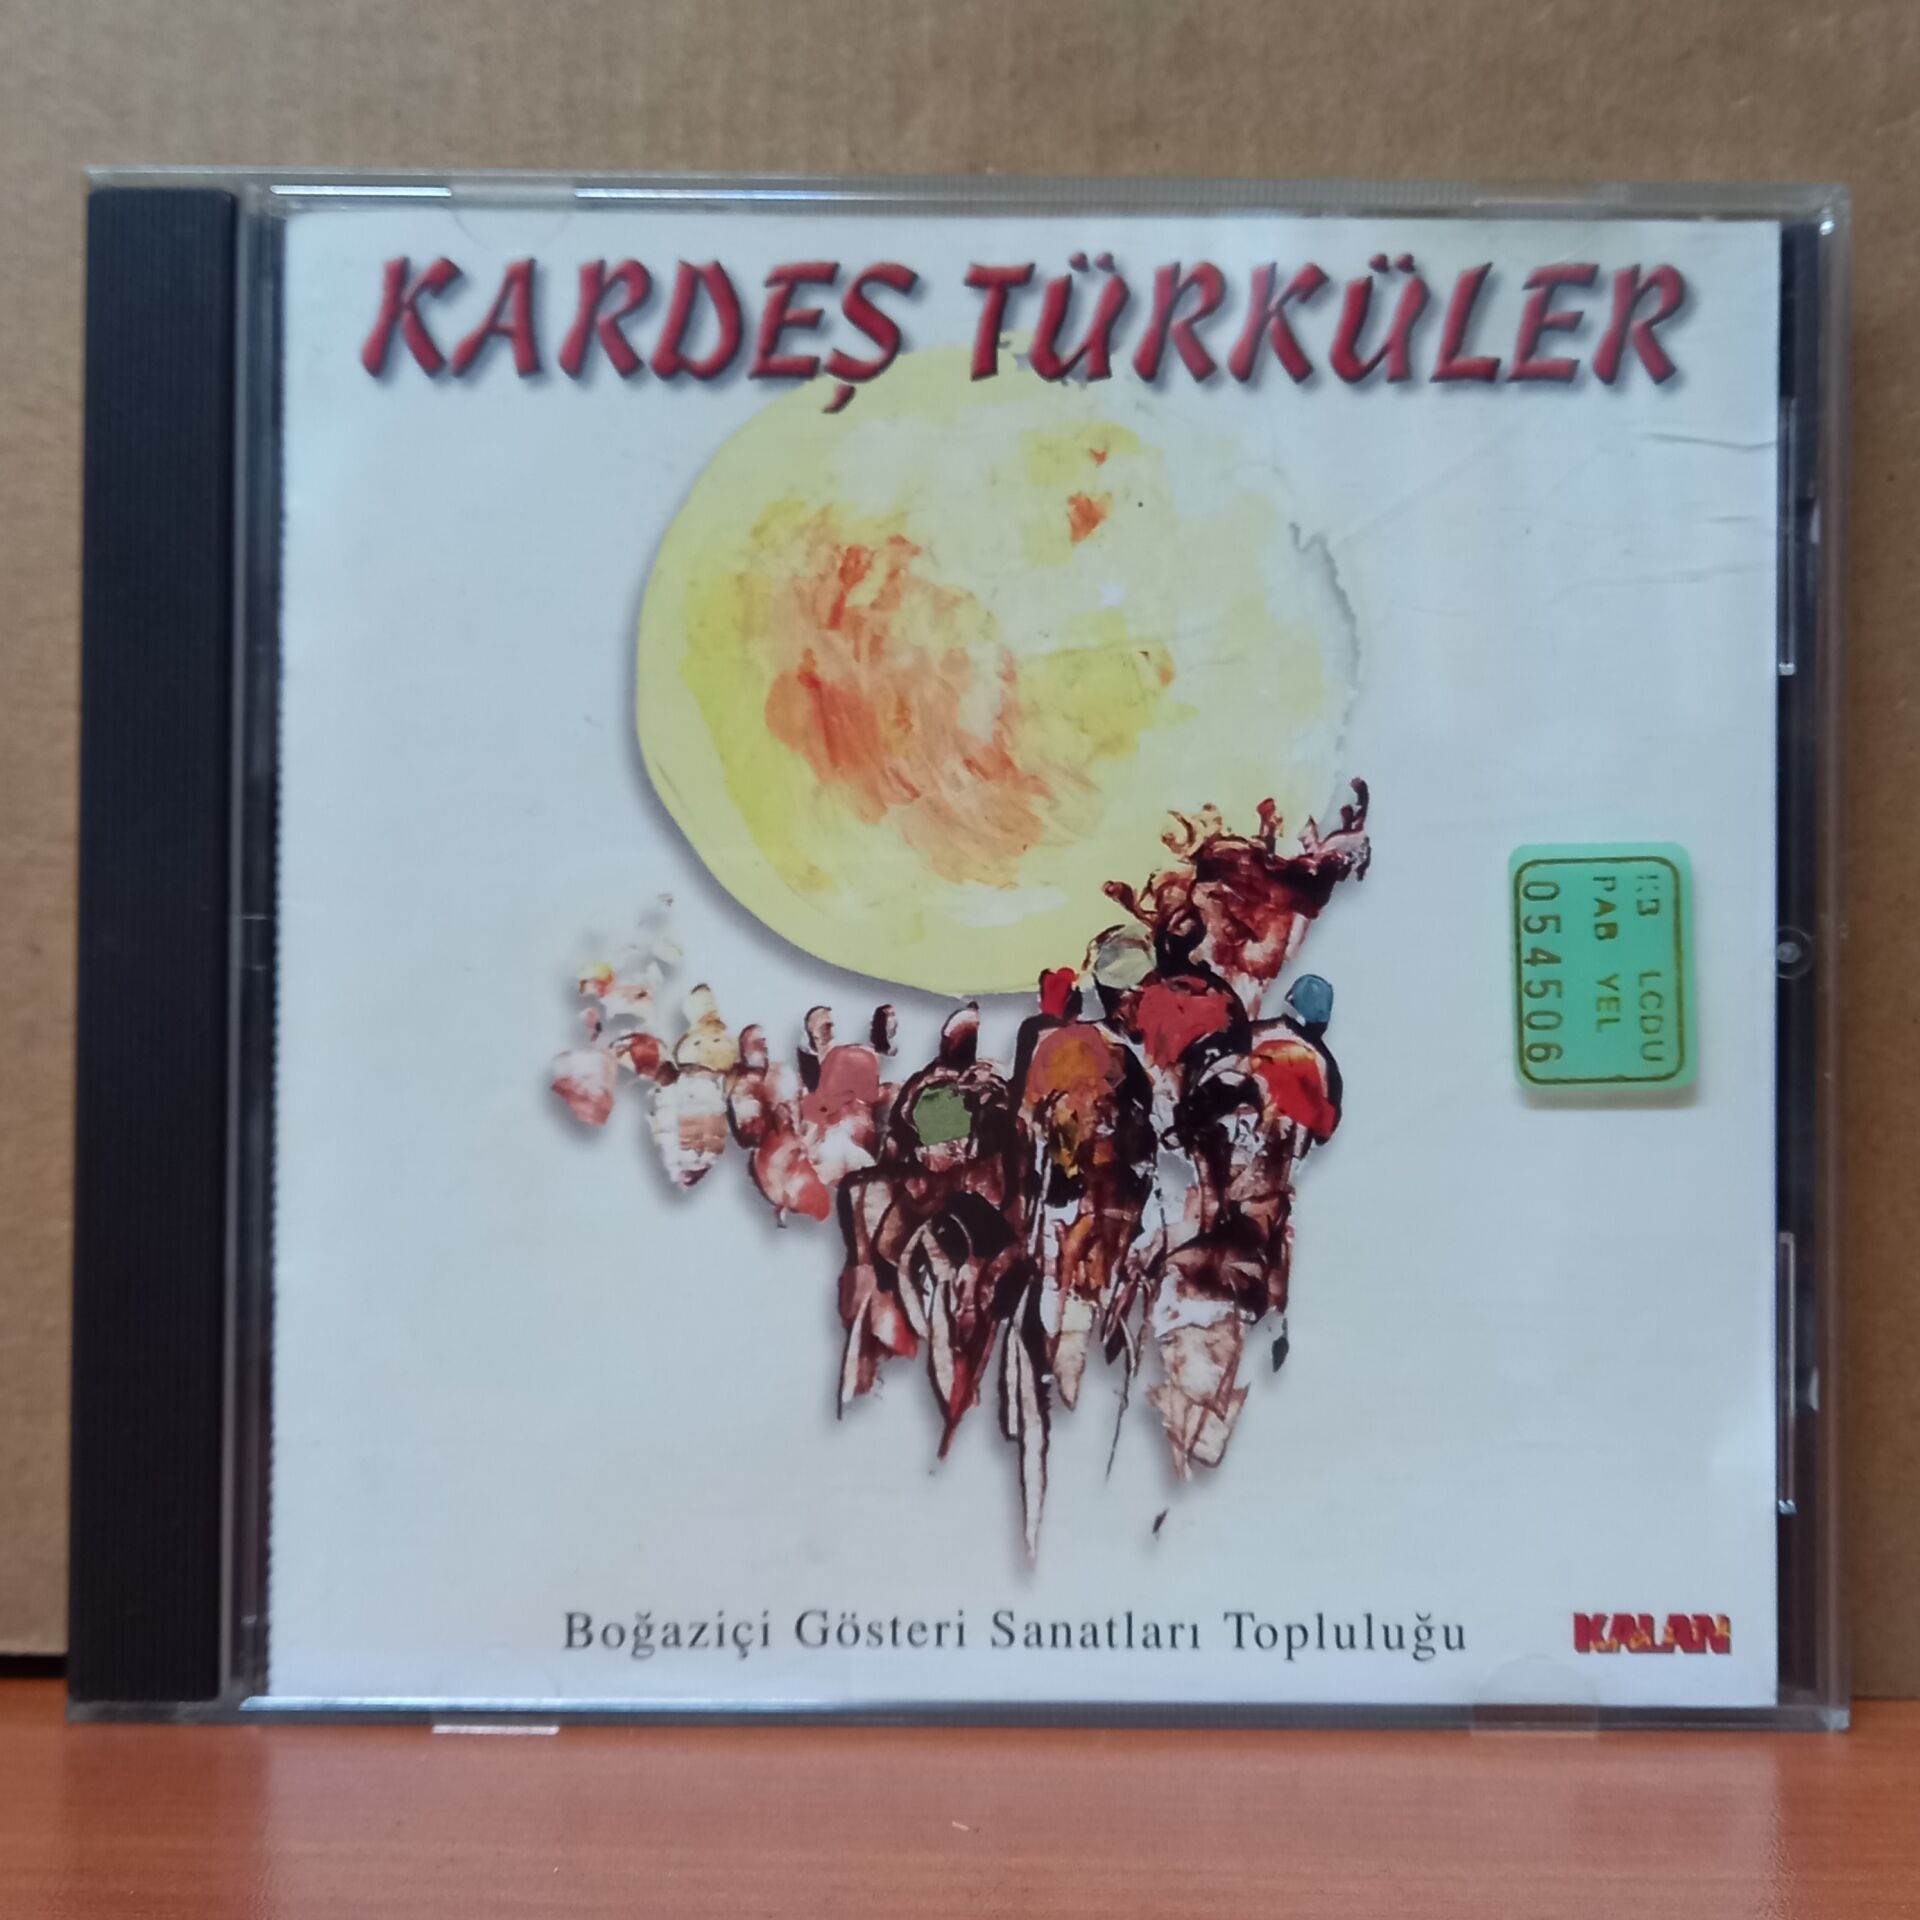 KARDEŞ TÜRKÜLER
KB LCDU
PAB YEL
054506
Boğaziçi Gösteri Sanatları Topluluğu
KALAN